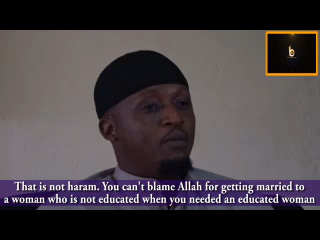 b
That is not haram. You can't blame Allah for getting married to
a woman who is not educated when you needed an educated woman